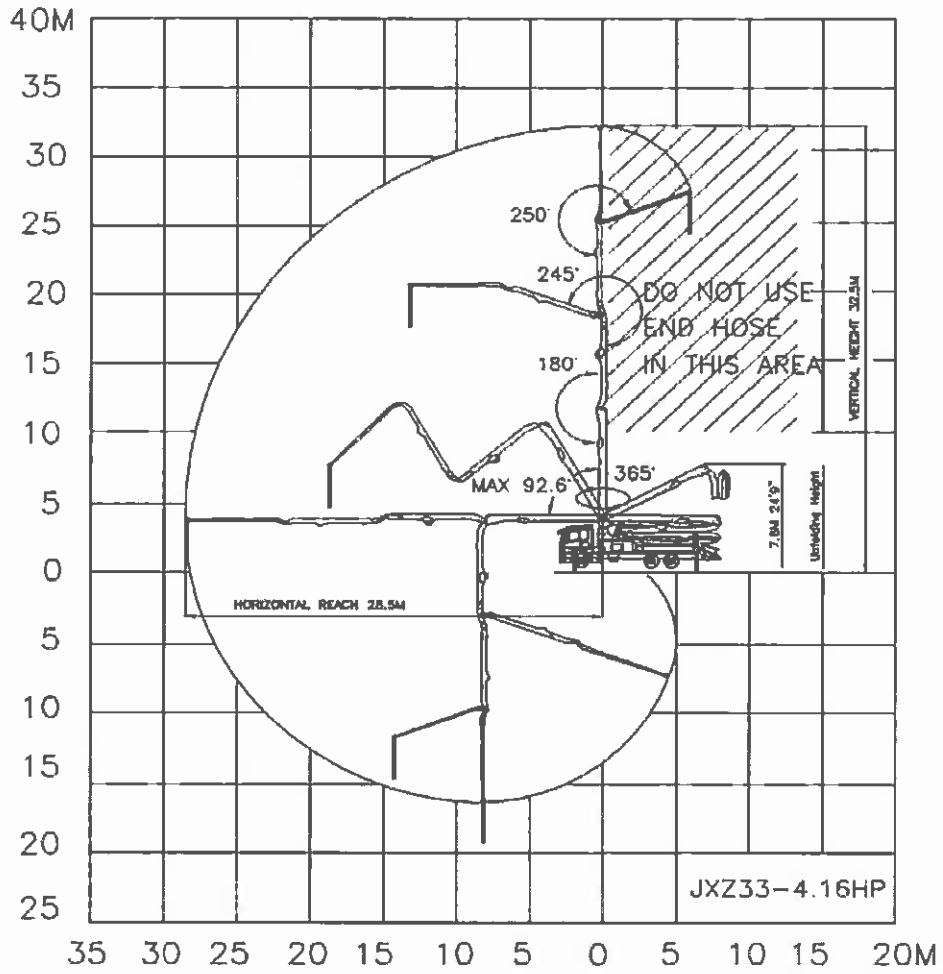 40M
35
30
25
20
15
10
5
0
5
10
15
20
25
250°
245°
180°
MAX 92.6°
365°
DO NOT USE
END HOSE
IN THIS AREA
VERTICAL HEIGHT 32.5M
7.6M 24'9"
Unfolding Height
HORIZONTAL REACH 28.5M
JXZ33-4.16HP
35 30 25 20 15 10 5 0 5 10 15 20M